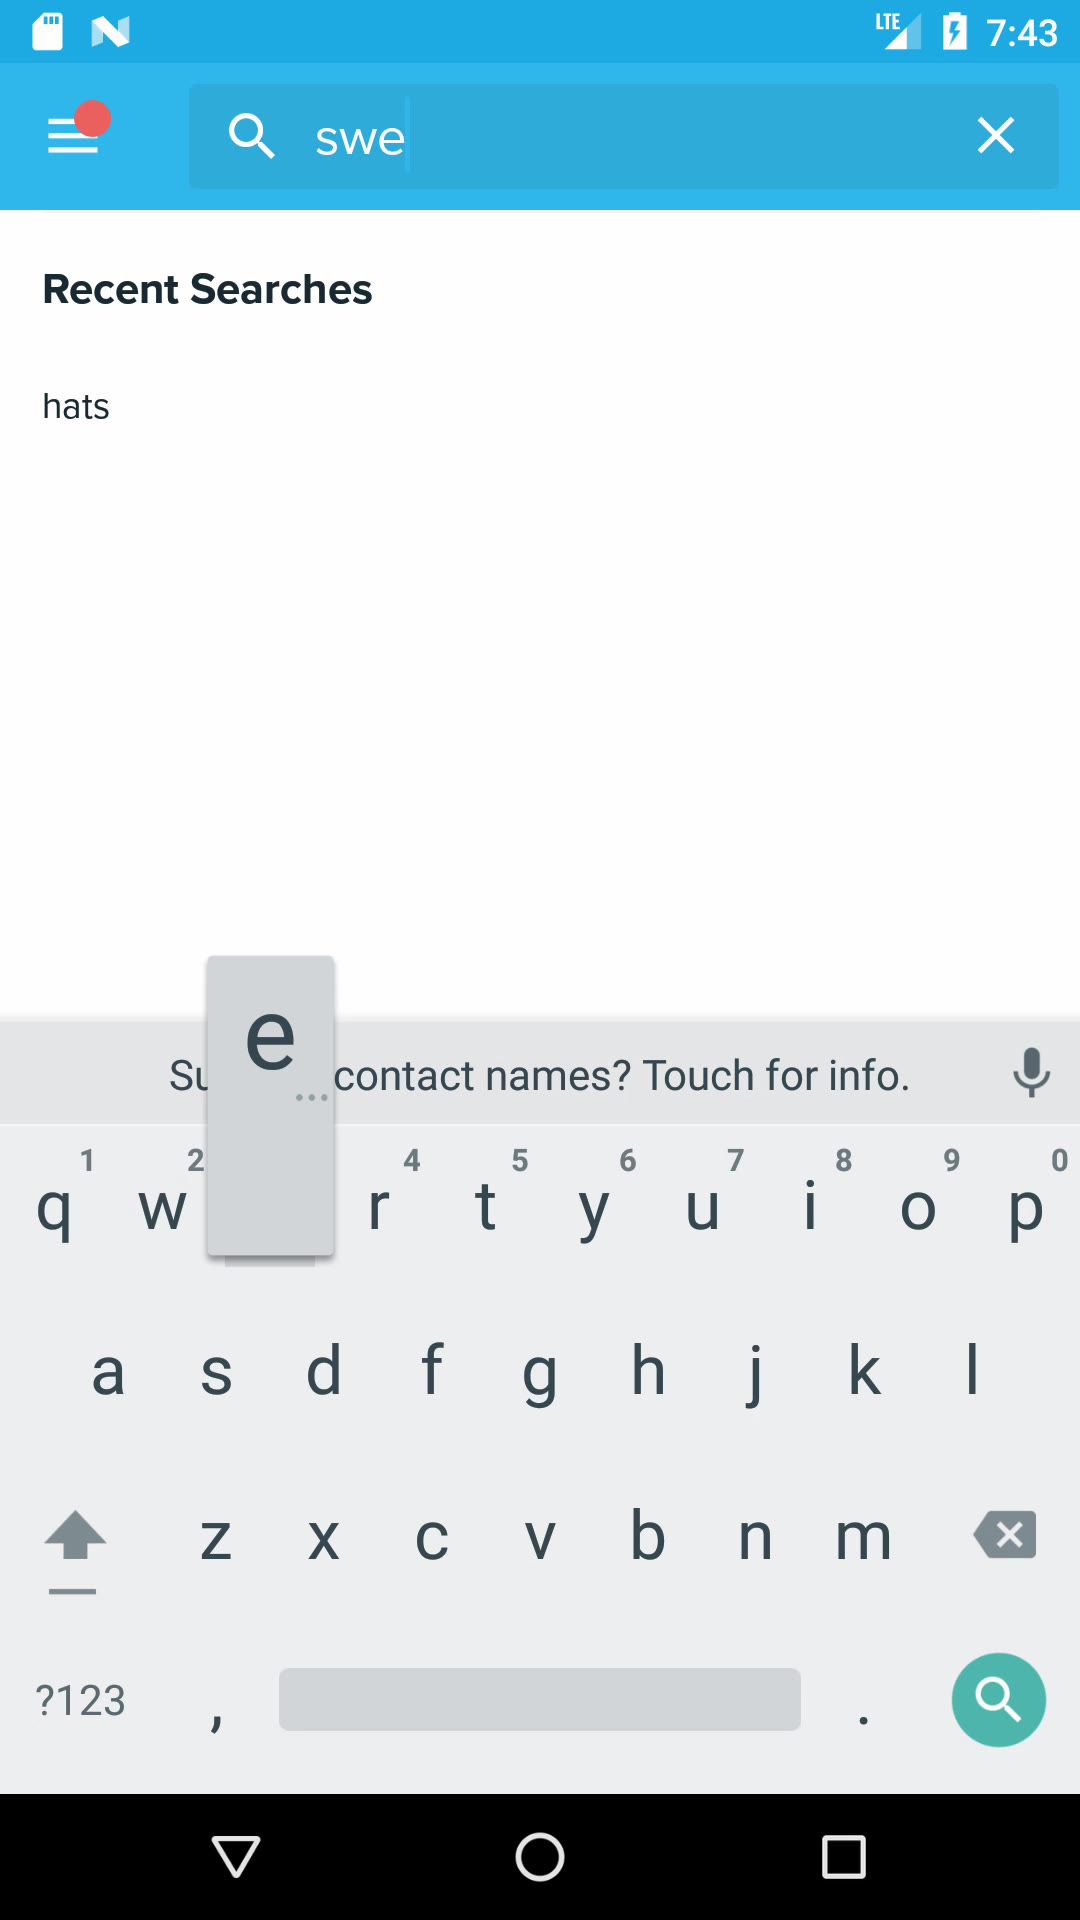 LTE 7:43
swe
Recent Searches
hats
e
contact names? Touch for info.
1 2 4 5 6 7 8 9 0
q w r t y u i o p
a s d f g h j k l
z x c v b n m
?123 , .